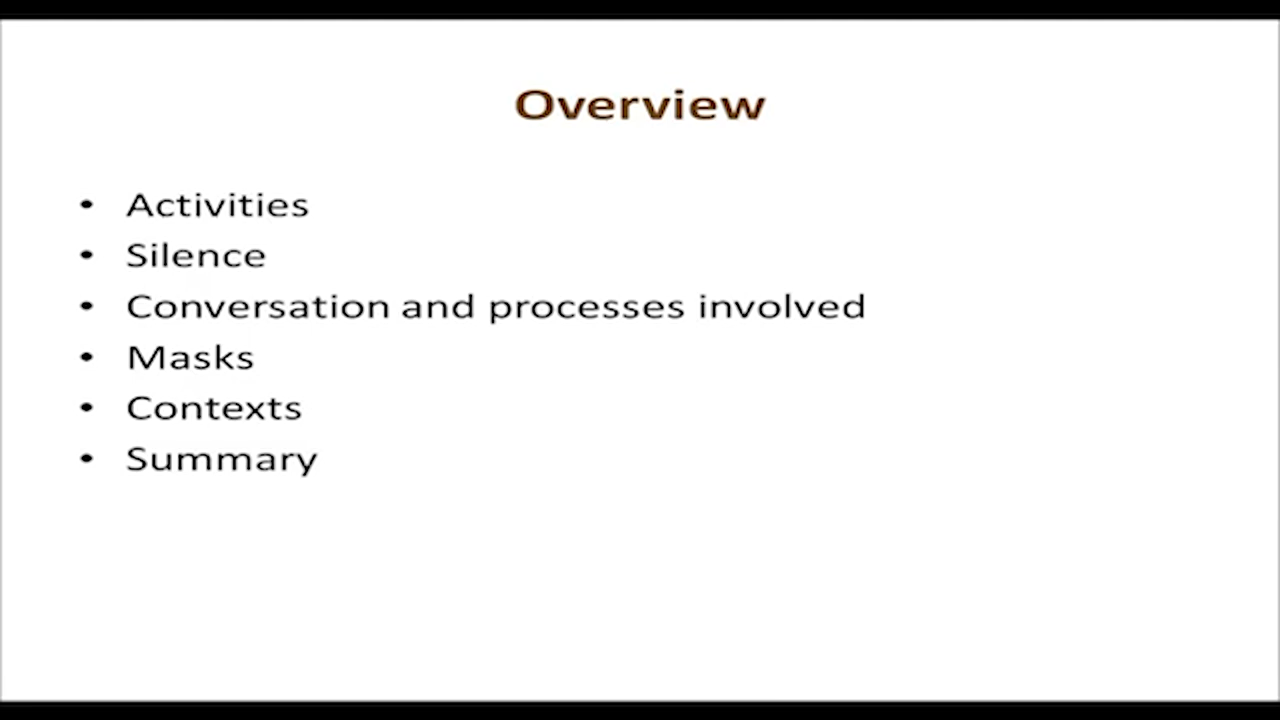 Overview
• Activities
• Silence
• Conversation and processes involved
• Masks
• Contexts
• Summary